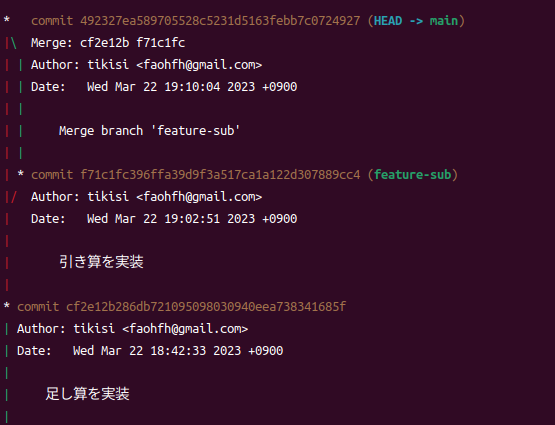 *   commit 492327ea589705528c5231d5163febb7c0724927 (HEAD -> main)
|\  Merge: cf2e12b f71c1fc
| | Author: tikisi <faohfh@gmail.com>
| | Date:   Wed Mar 22 19:10:04 2023 +0900
| |
| |     Merge branch 'feature-sub'
| |
| * commit f71c1fc396ffa39d9f3a517ca1a122d307889cc4 (feature-sub)
|/  Author: tikisi <faohfh@gmail.com>
|   Date:   Wed Mar 22 19:02:51 2023 +0900
|
|       引き算を実装
|
* commit cf2e12b286db721095098030940eea738341685f
| Author: tikisi <faohfh@gmail.com>
| Date:   Wed Mar 22 18:42:33 2023 +0900
|
|     足し算を実装
|